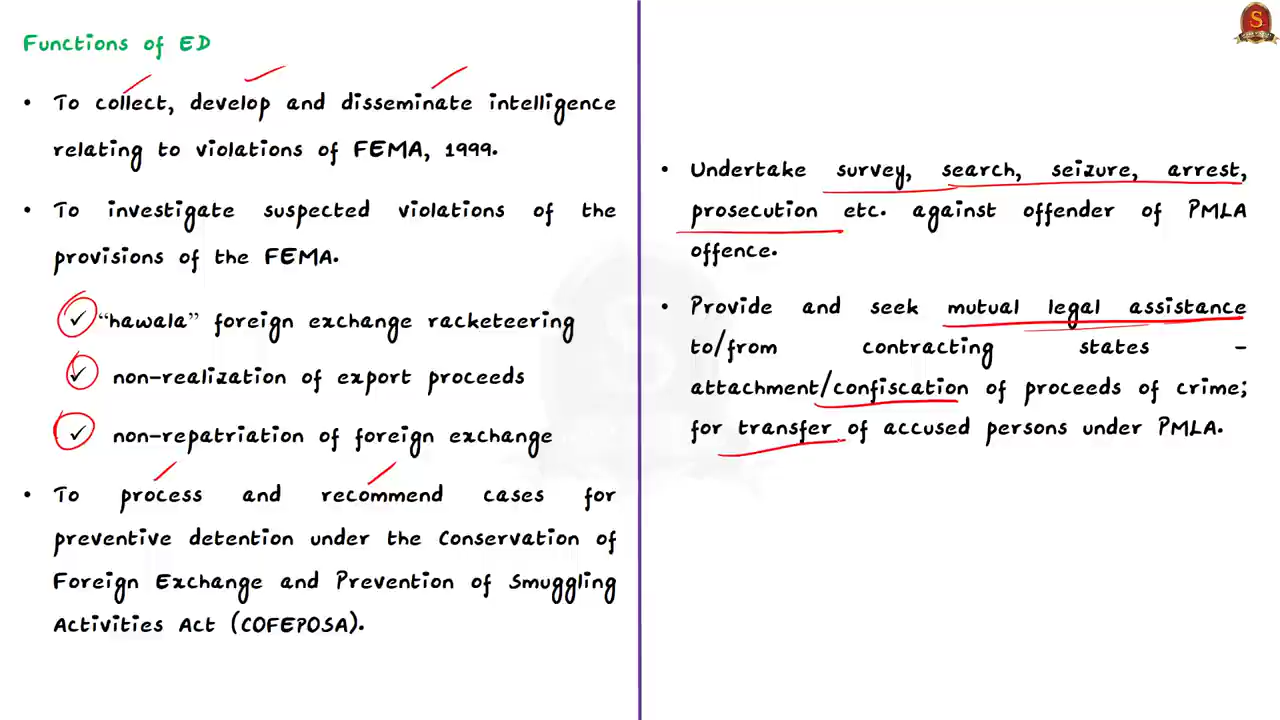 Functions of ED
• To collect, develop and disseminate intelligence
relating to violations of FEMA, 1999.
• To investigate suspected violations of the
provisions of the FEMA.
✓ "hawala" foreign exchange racketeering
✓ non-realization of export proceeds
✓ non-repatriation of foreign exchange
• To process and recommend cases for
preventive detention under the Conservation of
Foreign Exchange and Prevention of Smuggling
Activities Act (COFEPOSA).
• Undertake survey, search, seizure, arrest,
prosecution etc. against offender of PMLA
offence.
• Provide and seek mutual legal assistance
to/from contracting states –
attachment/confiscation of proceeds of crime;
for transfer of accused persons under PMLA.